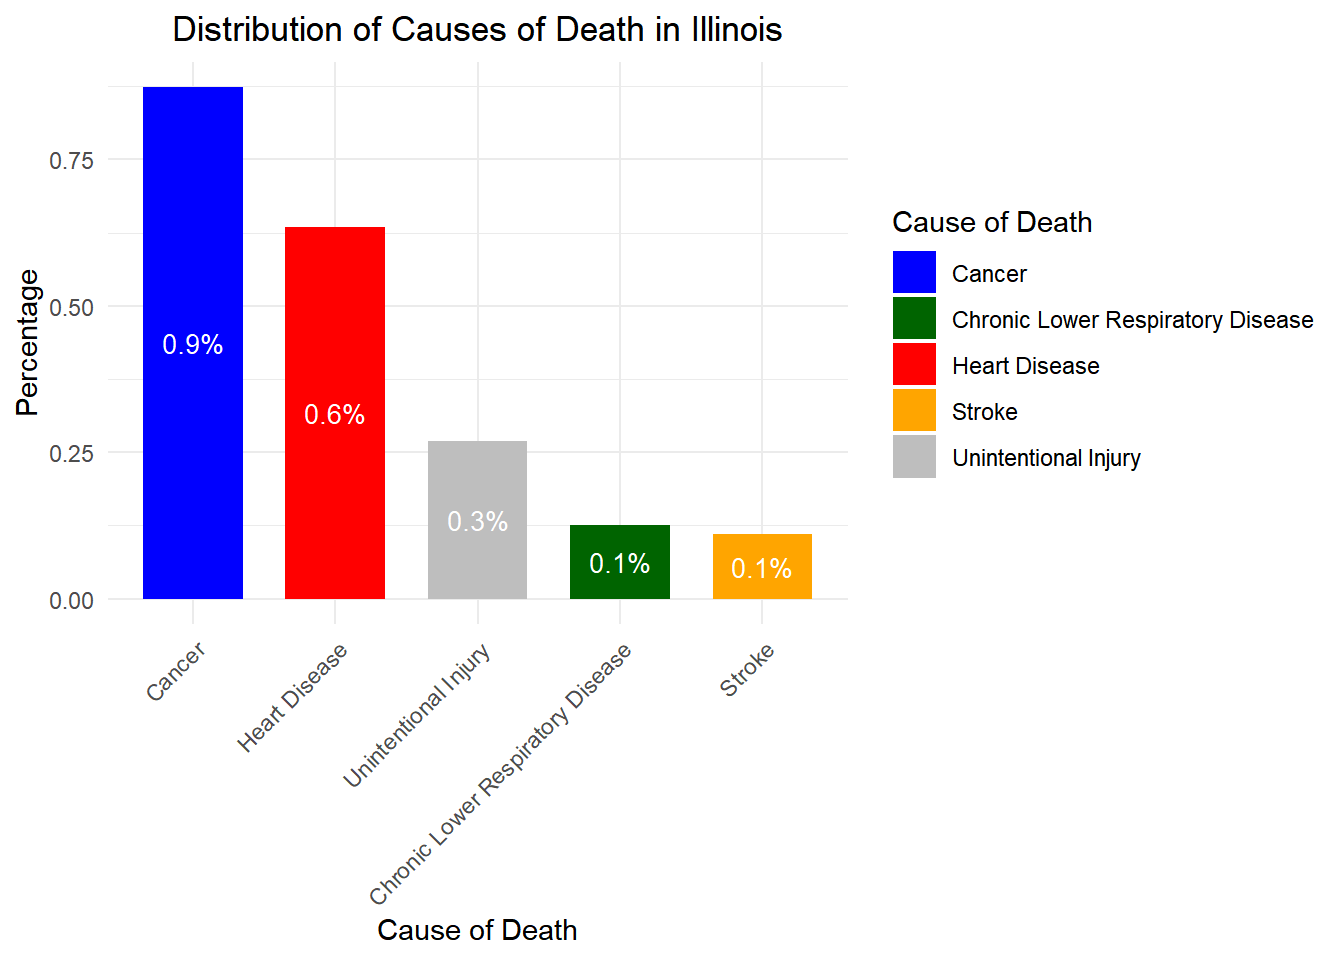 Distribution of Causes of Death in Illinois
Percentage
0.75
0.50
0.25
0.00
0.9%
0.6%
0.3%
0.1%
0.1%
Cancer
Heart Disease
Unintentional Injury
Chronic Lower Respiratory Disease
Stroke
Cause of Death
Cause of Death
Cancer
Chronic Lower Respiratory Disease
Heart Disease
Stroke
Unintentional Injury